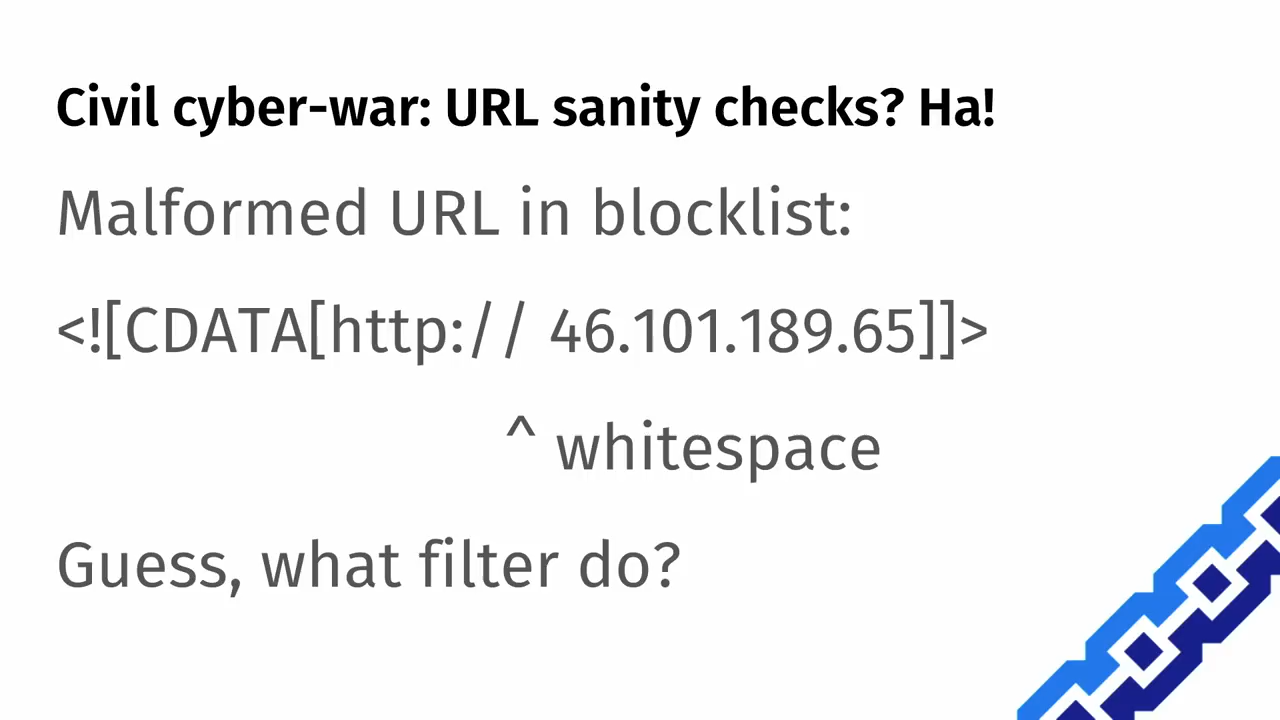 Civil cyber-war: URL sanity checks? Ha!
Malformed URL in blocklist:
<![CDATA[http:// 46.101.189.65]]>
^ whitespace
Guess, what filter do?